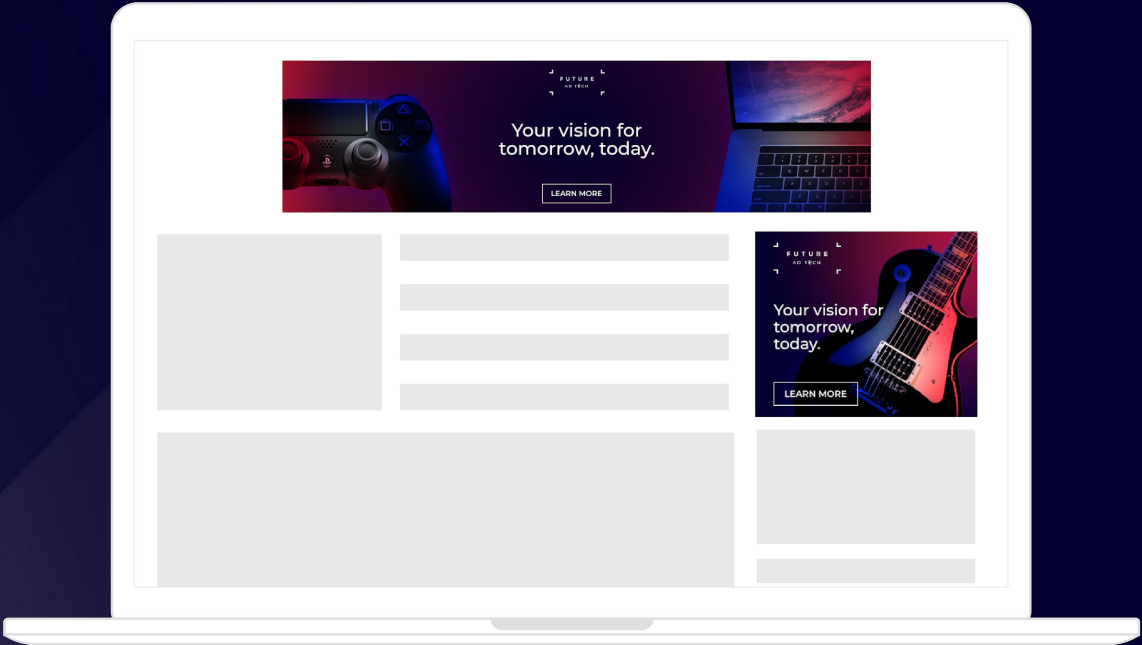 FUTURE
AD TECH
Your vision for
tomorrow, today.
LEARN MORE
FUTURE
AD TECH
Your vision for
tomorrow,
today.
LEARN MORE